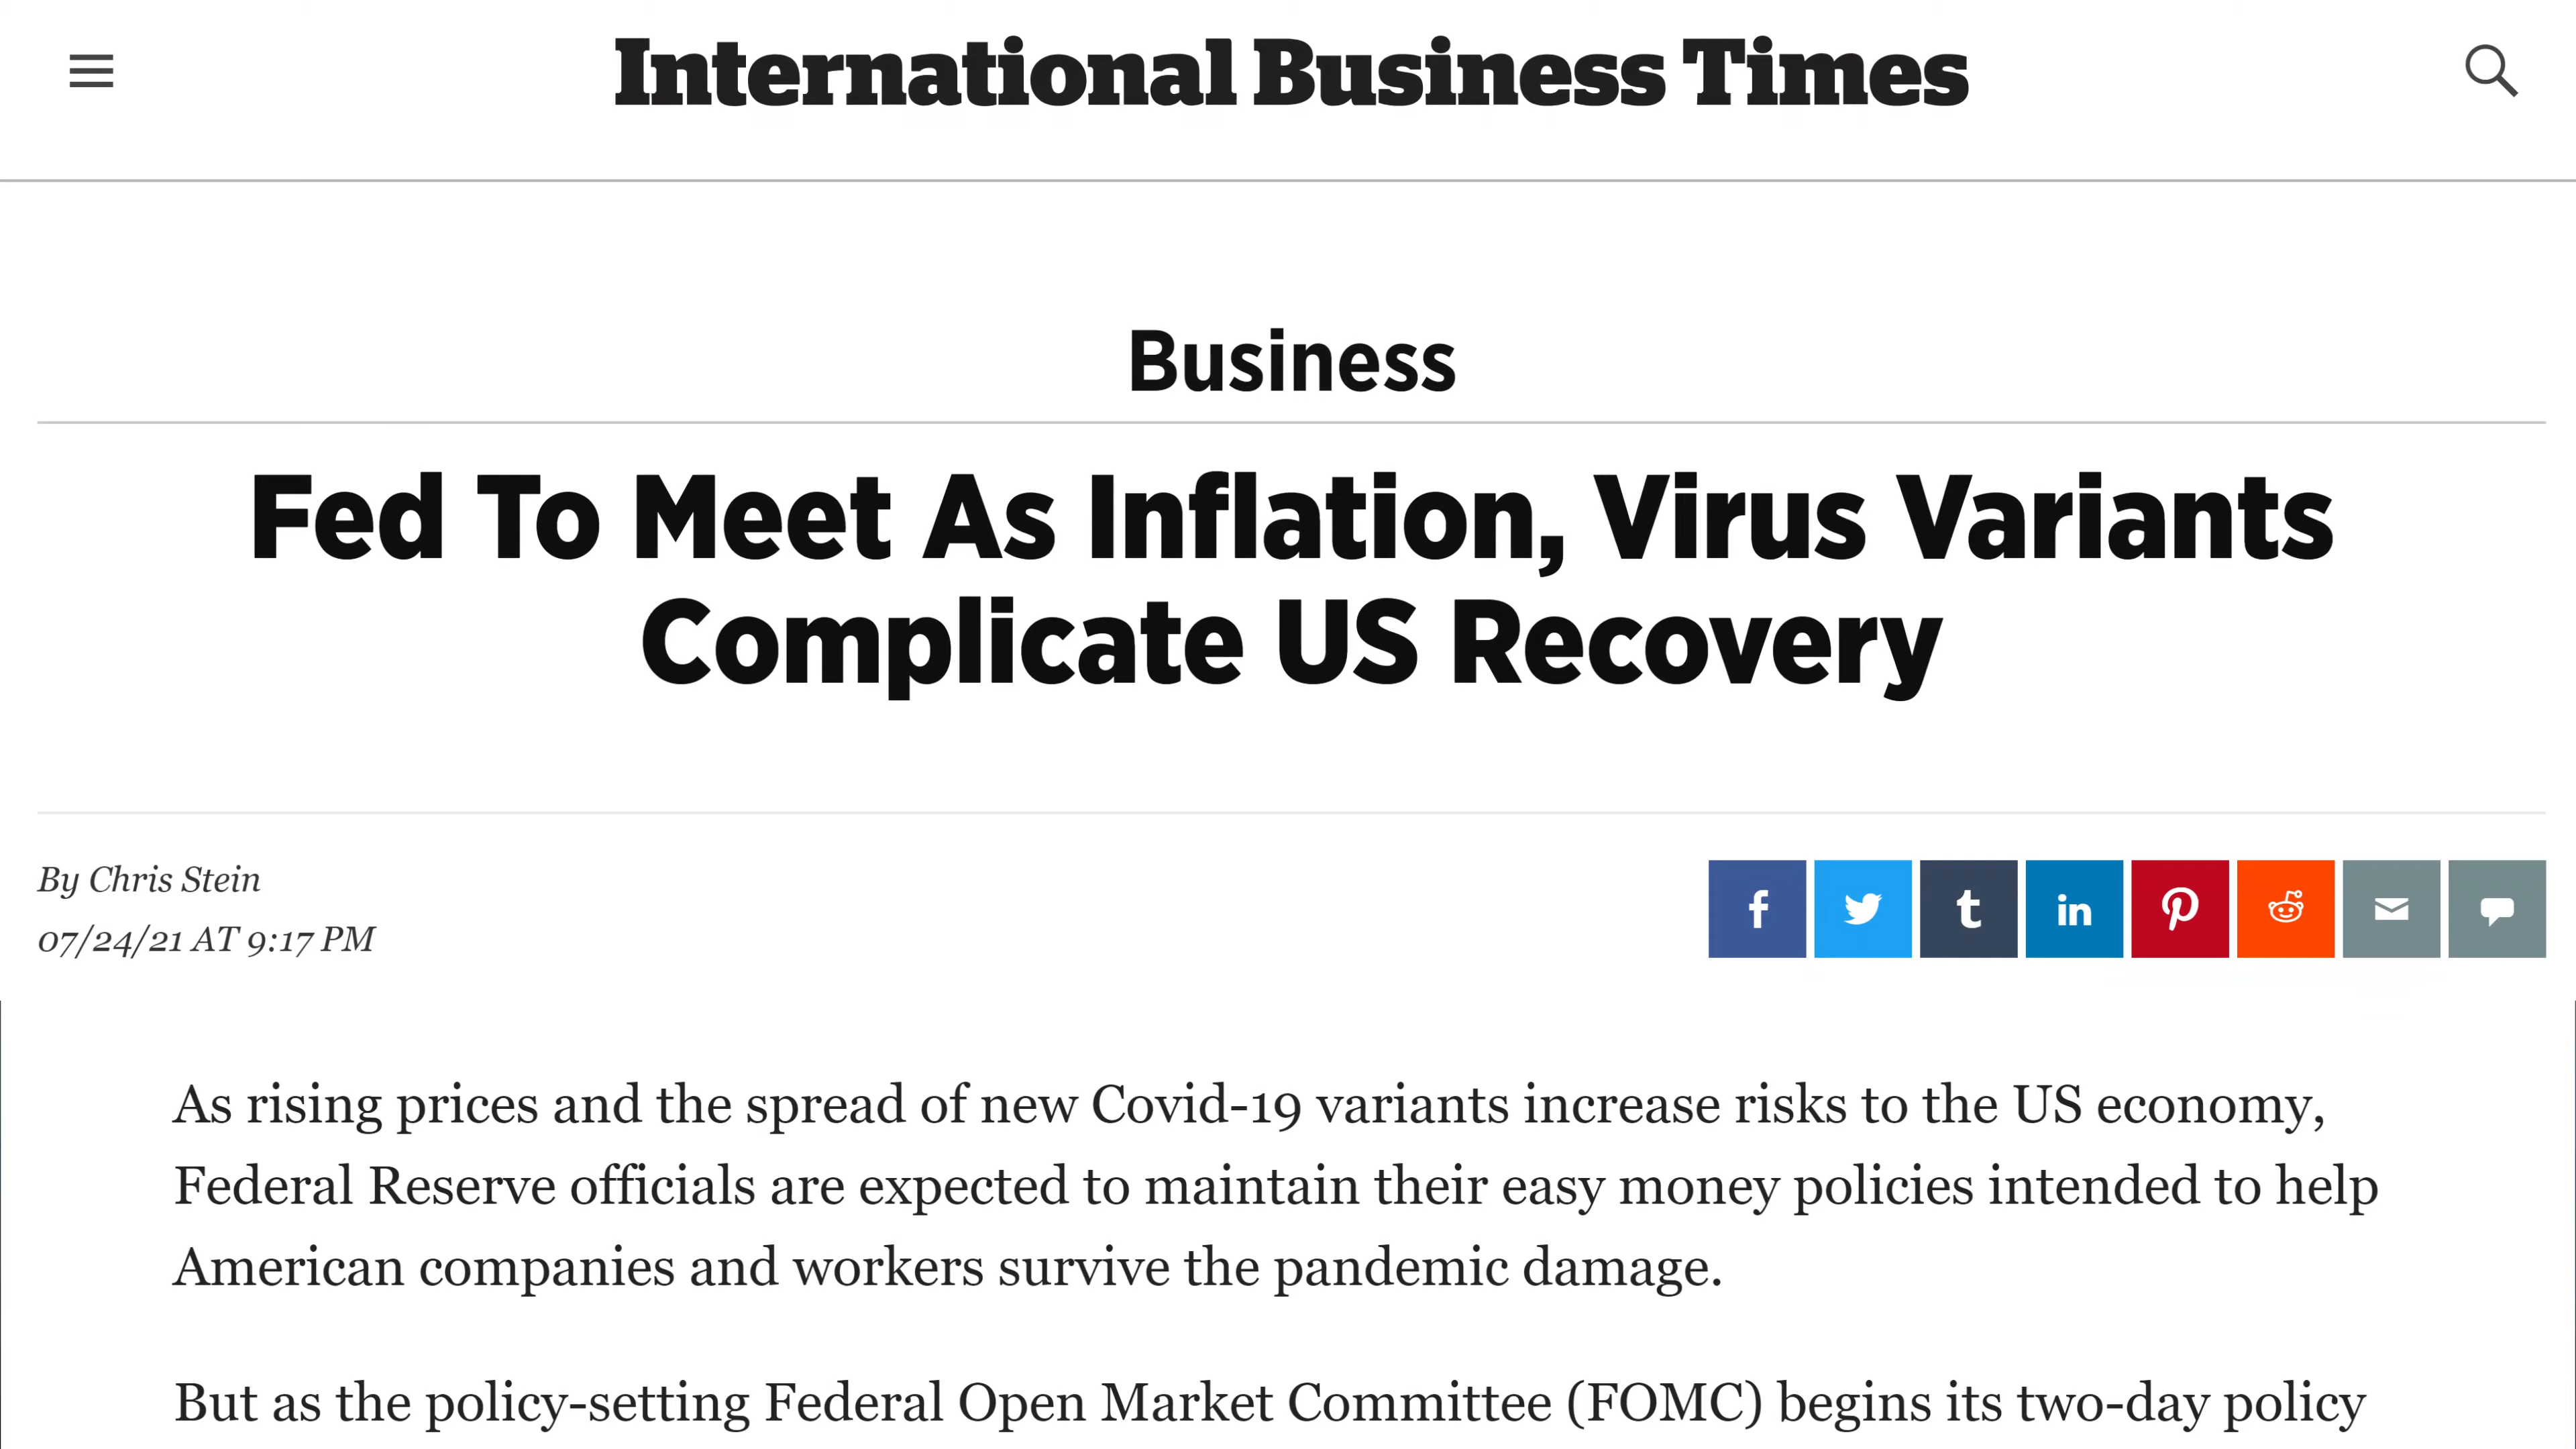 International Business Times
Business
Fed To Meet As Inflation, Virus Variants
Complicate US Recovery
By Chris Stein
07/24/21 AT 9:17 PM
f
t
in
As rising prices and the spread of new Covid-19 variants increase risks to the US economy,
Federal Reserve officials are expected to maintain their easy money policies intended to help
American companies and workers survive the pandemic damage.
But as the policy-setting Federal Open Market Committee (FOMC) begins its two-day policy